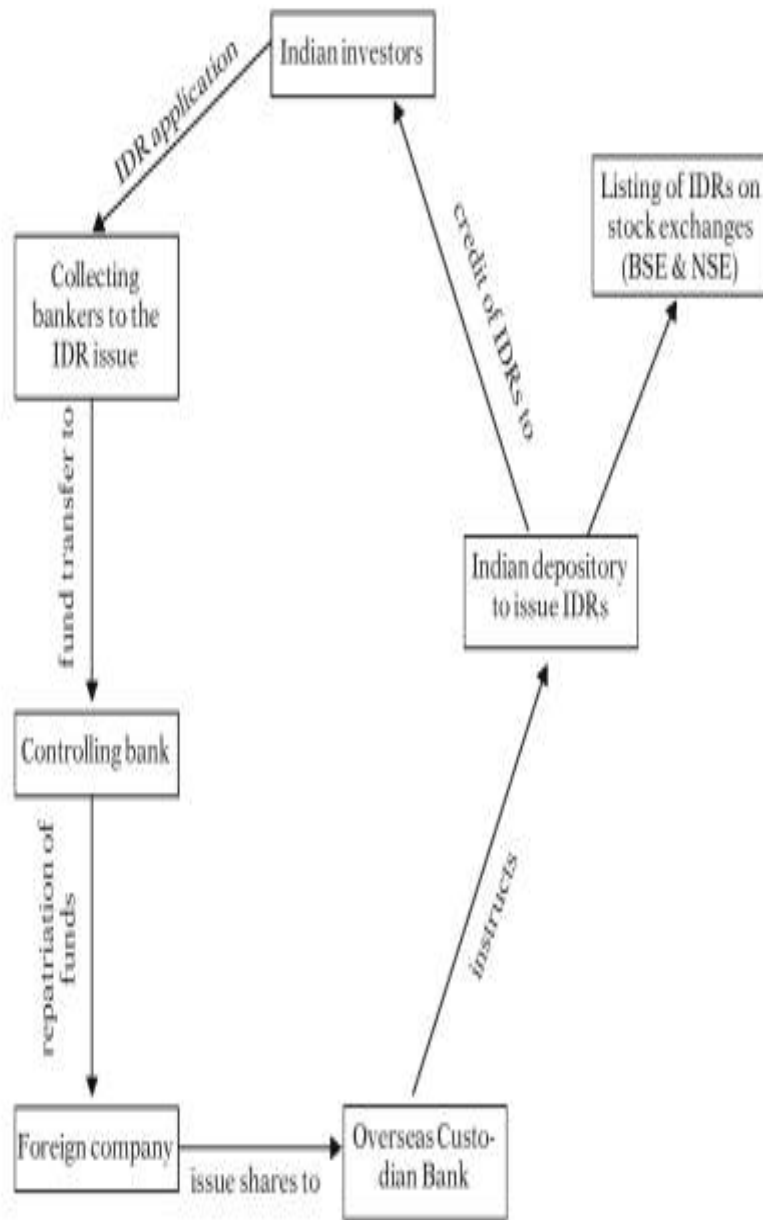 Indian investors
IDR application
Listing of IDRs on
stock exchanges
(BSE & NSE)
Collecting
bankers to the
IDR issue
credit of IDRs to
fund transfer to
Indian depository
to issue IDRs
Controlling bank
repatriation of
funds
instructs
Foreign company
issue shares to
Overseas Custo-
dian Bank